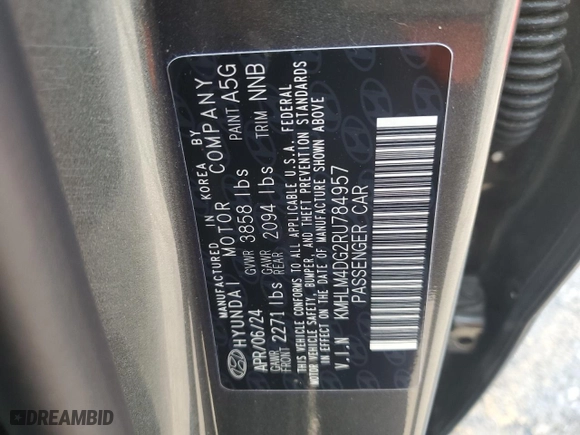 MANUFACTURED IN KOREA BY
HYUNDAI MOTOR COMPANY
APR/06/24 GVWR 3858 lbs PAINT A5G
GAWR FRONT 2271 lbs GAWR REAR 2094 lbs TRIM NNB
THIS VEHICLE CONFORMS TO ALL APPLICABLE U.S.A. FEDERAL
MOTOR VEHICLE SAFETY, BUMPER, AND THEFT PREVENTION STANDARDS
IN EFFECT ON THE DATE OF MANUFACTURE SHOWN ABOVE.
V.I.N KMHLM4DG2RU784957
PASSENGER CAR
DREAMBID